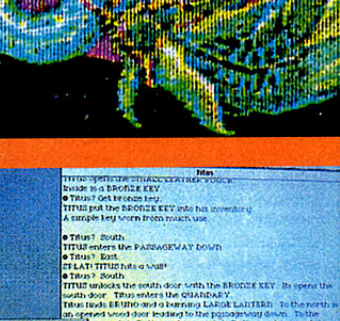 Titus
TITUS opens the SMALL LEATHER POUCH.
Inside is a BRONZE KEY.
Titus? Get bronze key.
TITUS put the BRONZE KEY into his inventory.
A simple key worn from much use.
Titus? South.
TITUS enters the PASSAGEWAY DOWN.
Titus? East.
SPLAT! TITUS hits a wall!
Titus? South.
TITUS unlocks the south door with the BRONZE KEY. He opens the
south door. Titus enters the QUANDARY.
Titus finds BRUNO and a burning LARGE LANTERN. To the north is
an opened wood door leading to the passageway down. To the